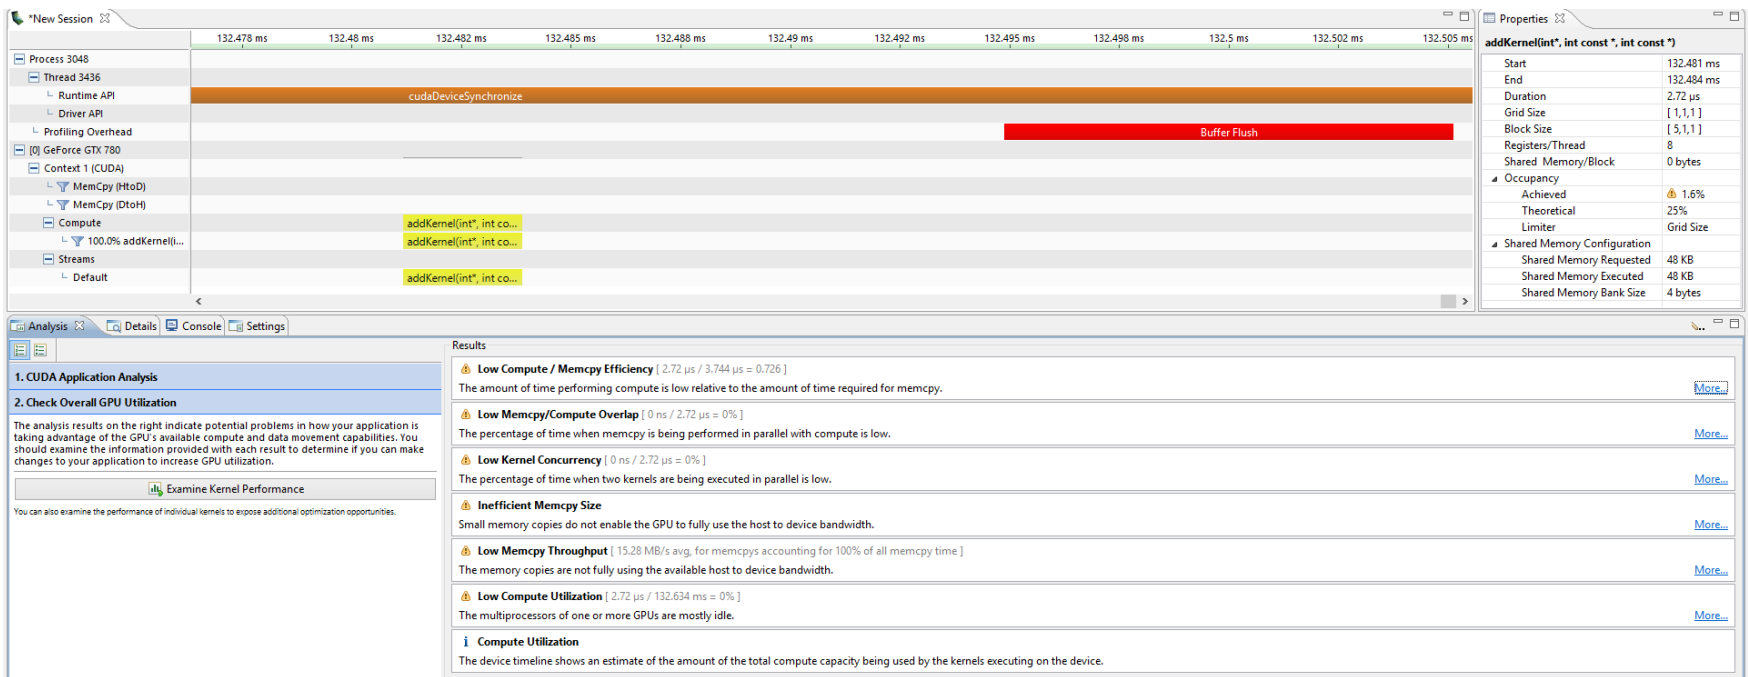 *New Session
132.478 ms 132.48 ms 132.482 ms 132.485 ms 132.488 ms 132.49 ms 132.492 ms 132.495 ms 132.498 ms 132.5 ms 132.502 ms 132.505 ms
Process 3048
Thread 3436
Runtime API cudaDeviceSynchronize
Driver API
Profiling Overhead Buffer Flush
[0] GeForce GTX 780
Context 1 (CUDA)
MemCpy (HtoD)
MemCpy (DtoH)
Compute addKernel(int*, int co...
100.0% addKernel(i... addKernel(int*, int co...
Streams
Default addKernel(int*, int co...
Properties
addKernel(int*, int const *, int const *)
Start 132.481 ms
End 132.484 ms
Duration 2.72 µs
Grid Size [ 1,1,1 ]
Block Size [ 5,1,1 ]
Registers/Thread 8
Shared Memory/Block 0 bytes
Occupancy
Achieved 1.6%
Theoretical 25%
Limiter Grid Size
Shared Memory Configuration
Shared Memory Requested 48 KB
Shared Memory Executed 48 KB
Shared Memory Bank Size 4 bytes
Analysis Details Console Settings
1. CUDA Application Analysis
2. Check Overall GPU Utilization
The analysis results on the right indicate potential problems in how your application is
taking advantage of the GPU's available compute and data movement capabilities. You
should examine the information provided with each result to determine if you can make
changes to your application to increase GPU utilization.
Examine Kernel Performance
You can also examine the performance of individual kernels to expose additional optimization opportunities.
Results
Low Compute / Memcpy Efficiency [ 2.72 µs / 3.744 µs = 0.726 ]
The amount of time performing compute is low relative to the amount of time required for memcpy. More...
Low Memcpy/Compute Overlap [ 0 ns / 2.72 µs = 0% ]
The percentage of time when memcpy is being performed in parallel with compute is low. More...
Low Kernel Concurrency [ 0 ns / 2.72 µs = 0% ]
The percentage of time when two kernels are being executed in parallel is low. More...
Inefficient Memcpy Size
Small memory copies do not enable the GPU to fully use the host to device bandwidth. More...
Low Memcpy Throughput [ 15.28 MB/s avg, for memcpys accounting for 100% of all memcpy time ]
The memory copies are not fully using the available host to device bandwidth. More...
Low Compute Utilization [ 2.72 µs / 132.634 ms = 0% ]
The multiprocessors of one or more GPUs are mostly idle. More...
Compute Utilization
The device timeline shows an estimate of the amount of the total compute capacity being used by the kernels executing on the device.